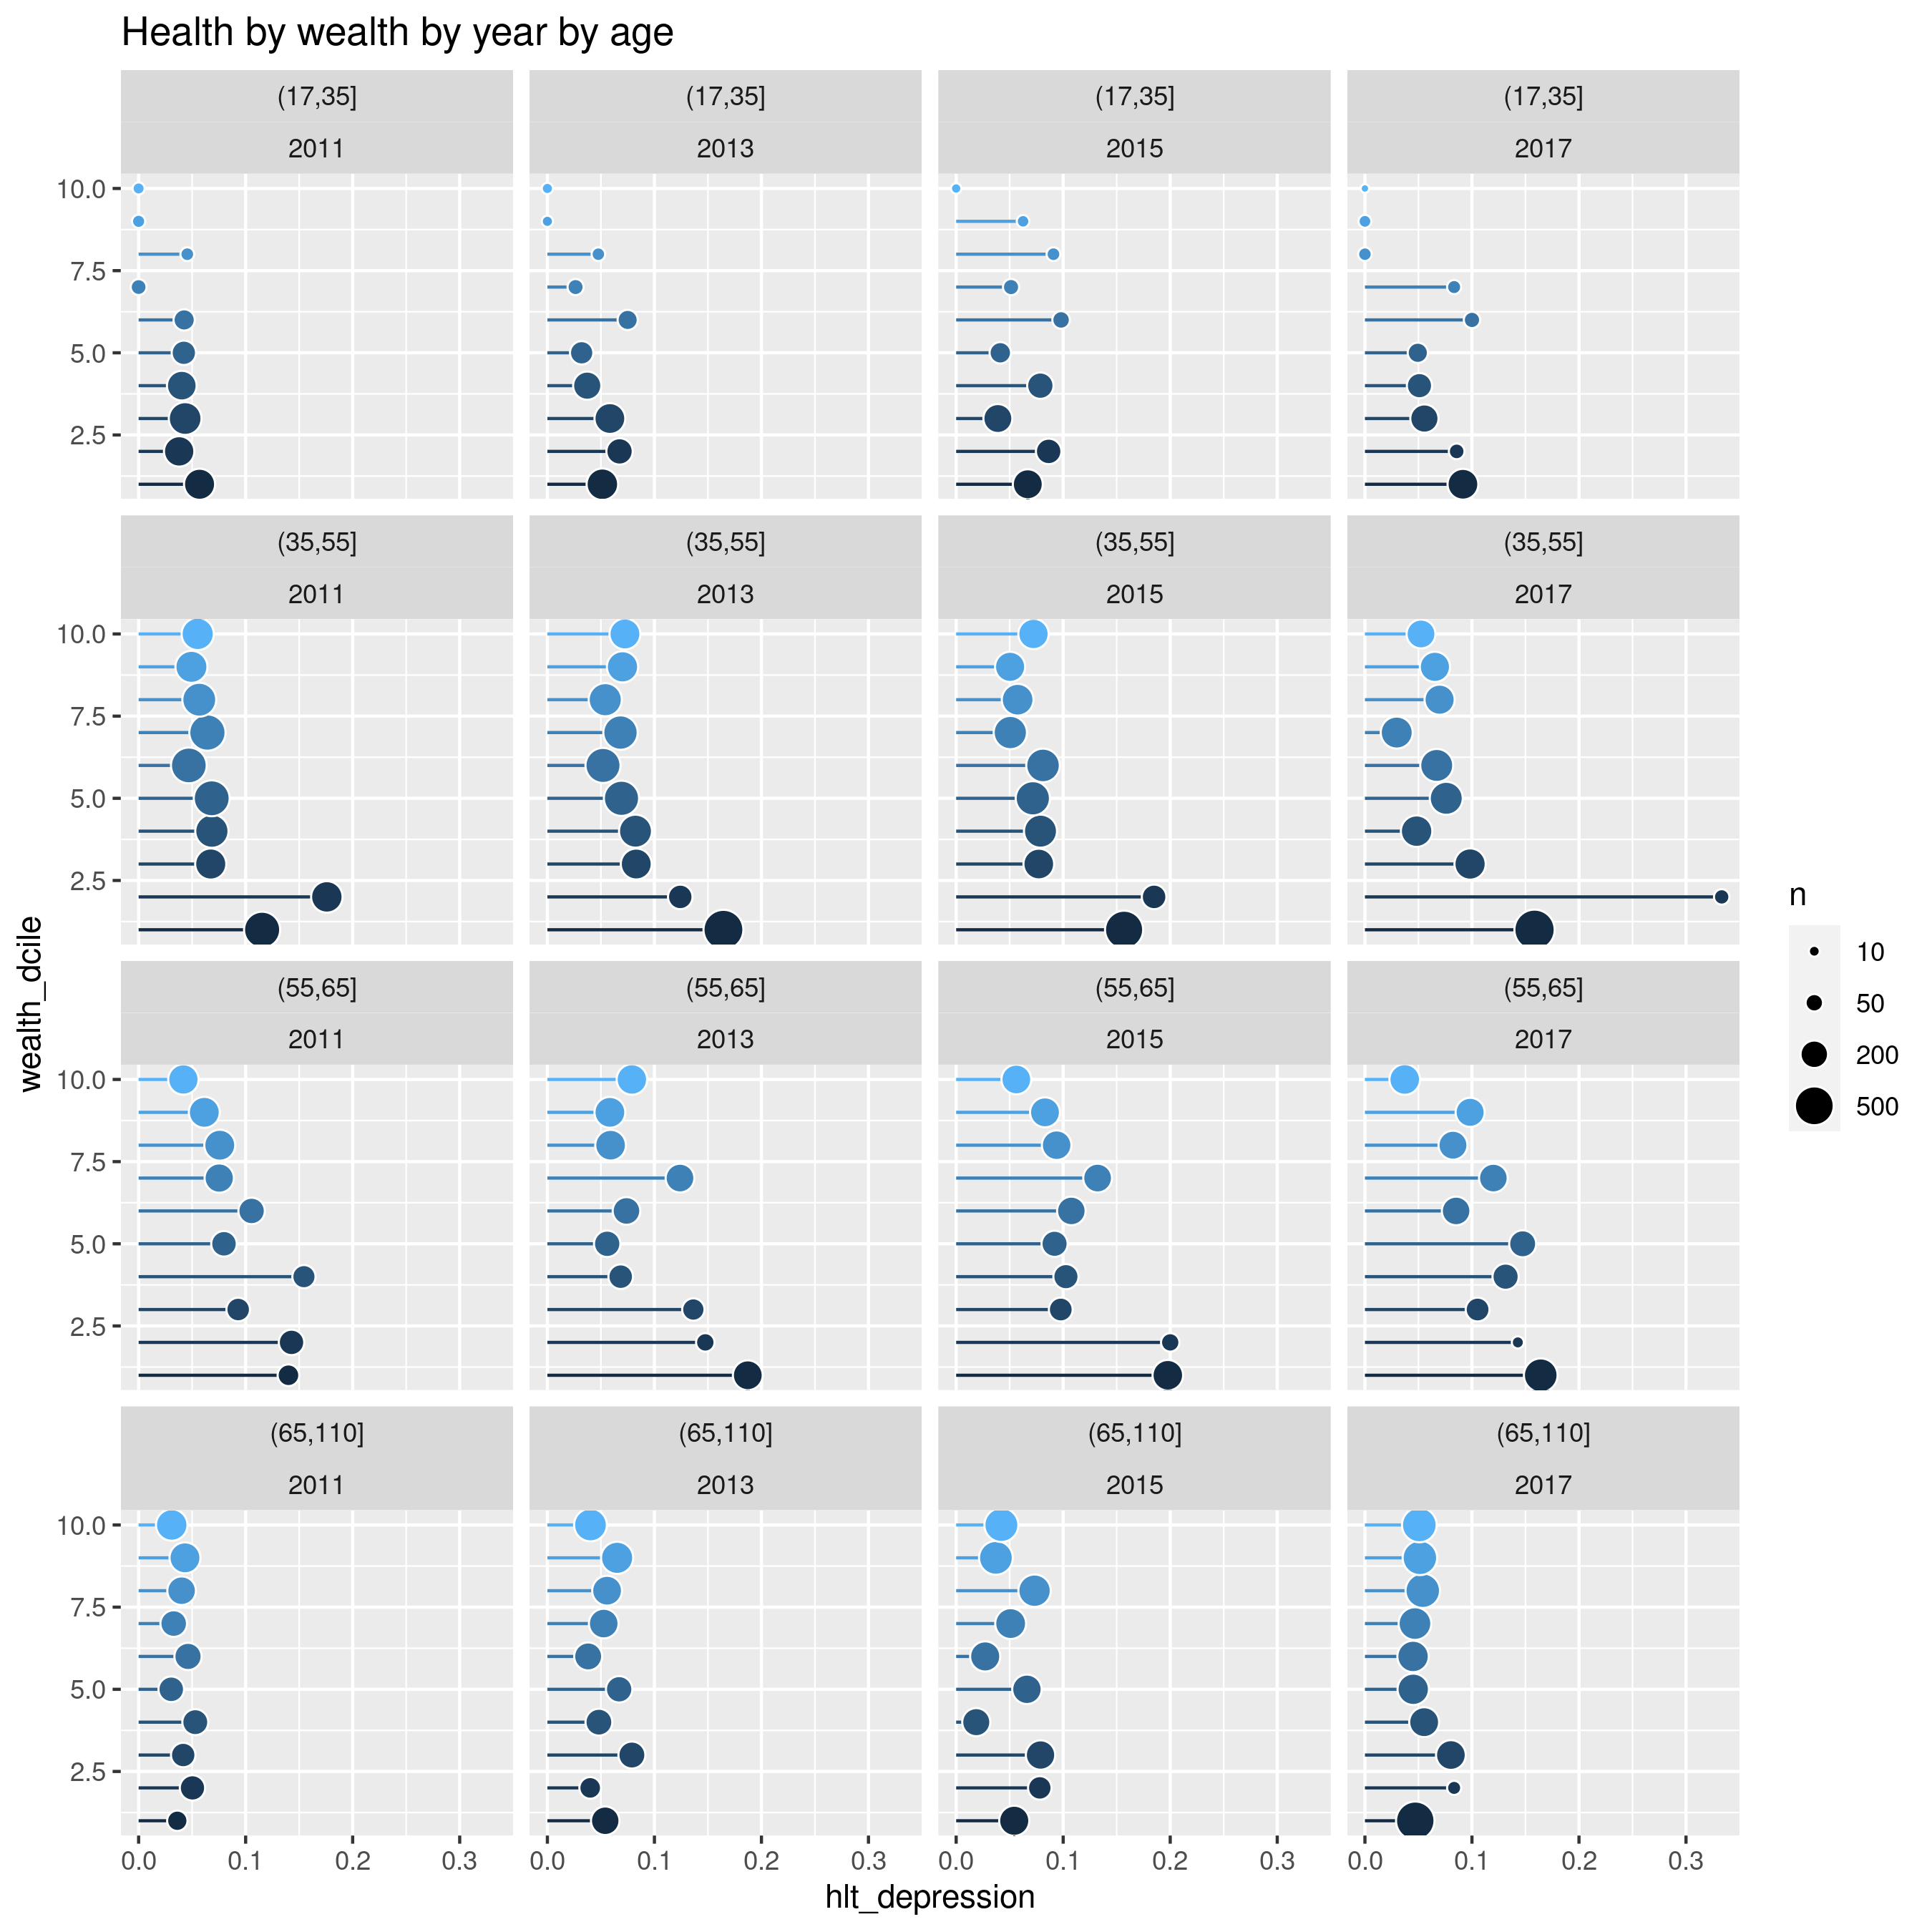 Health by wealth by year by age
(17,35] (17,35] (17,35] (17,35]
2011 2013 2015 2017
10.0
7.5
5.0
2.5
(35,55] (35,55] (35,55] (35,55]
2011 2013 2015 2017
10.0
7.5
5.0
2.5
(55,65] (55,65] (55,65] (55,65]
2011 2013 2015 2017
10.0
7.5
5.0
2.5
(65,110] (65,110] (65,110] (65,110]
2011 2013 2015 2017
10.0
7.5
5.0
2.5
0.0 0.1 0.2 0.3 0.0 0.1 0.2 0.3 0.0 0.1 0.2 0.3 0.0 0.1 0.2 0.3
hlt_depression
wealth_dcile
n
10
50
200
500